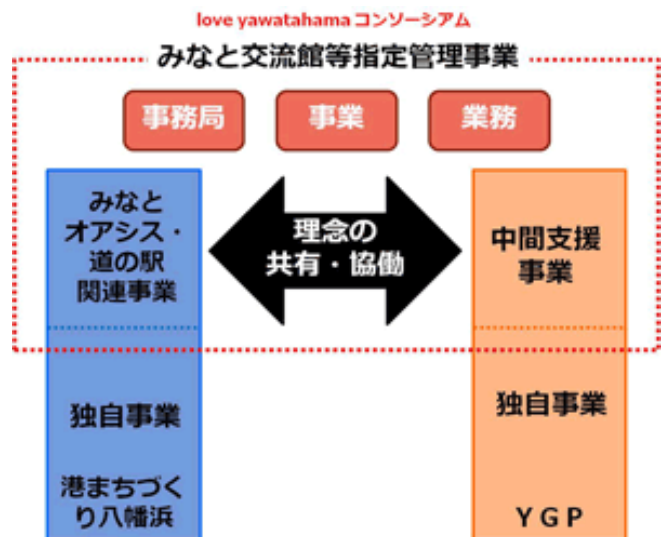 love yawatahama コンソーシアム
みなと交流館等指定管理事業
事務局
事業
業務
みなと
オアシス・
道の駅
関連事業
理念の
共有・協働
中間支援
事業
独自事業
港まちづく
り八幡浜
独自事業
ＹＧＰ